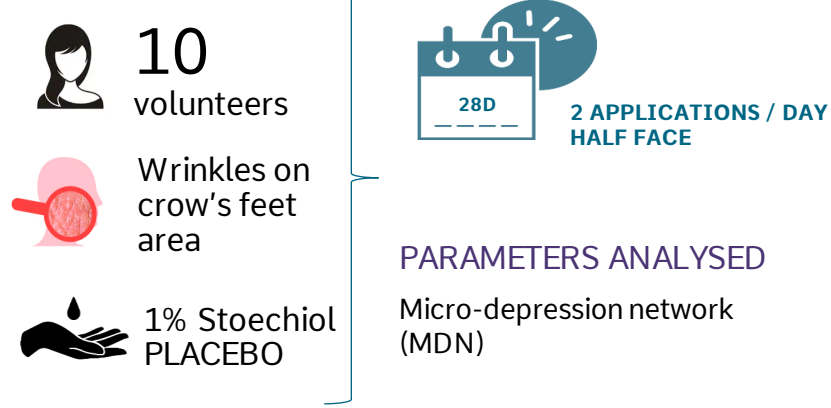 10
volunteers
Wrinkles on
crow's feet
area
1% Stoechiol
PLACEBO
28D
2 APPLICATIONS / DAY
HALF FACE
PARAMETERS ANALYSED
Micro-depression network
(MDN)